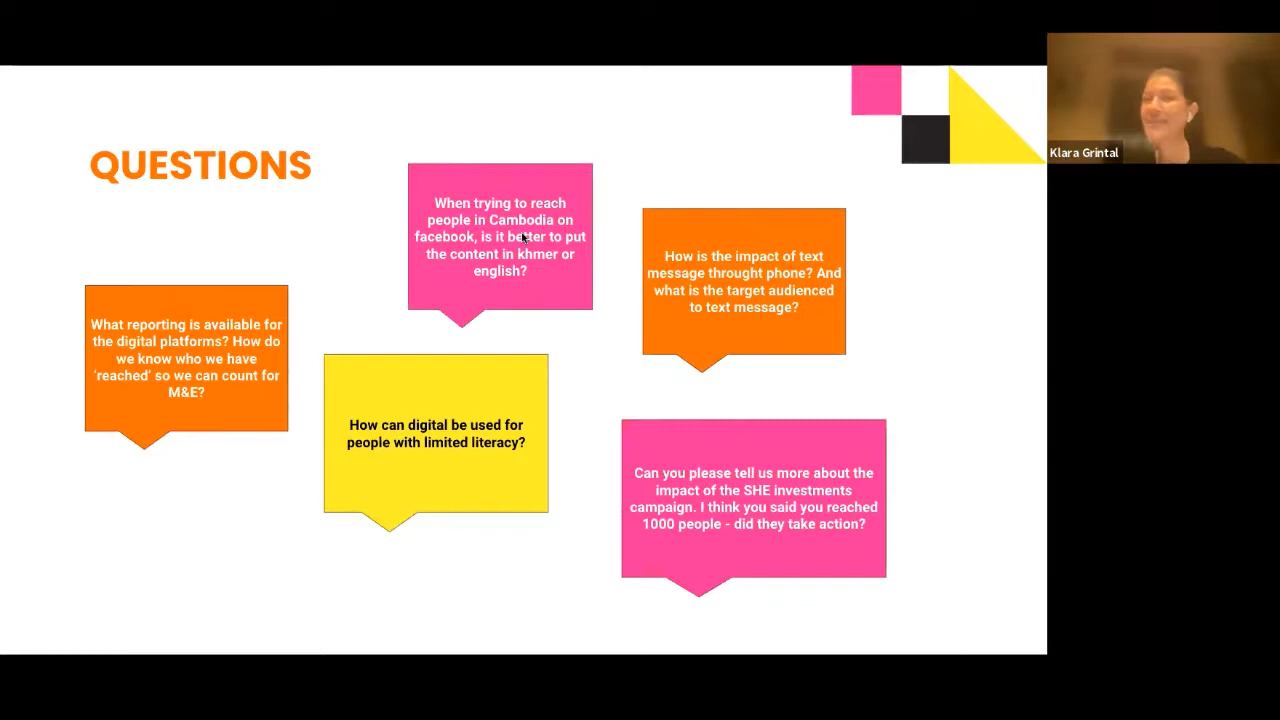 QUESTIONS
When trying to reach
people in Cambodia on
facebook, is it better to put
the content in khmer or
english?
How is the impact of text
message throught phone? And
what is the target audienced
to text message?
What reporting is available for
the digital platforms? How do
we know who we have
‘reached’ so we can count for
M&E?
How can digital be used for
people with limited literacy?
Can you please tell us more about the
impact of the SHE investments
campaign. I think you said you reached
1000 people - did they take action?
Klara Grintal